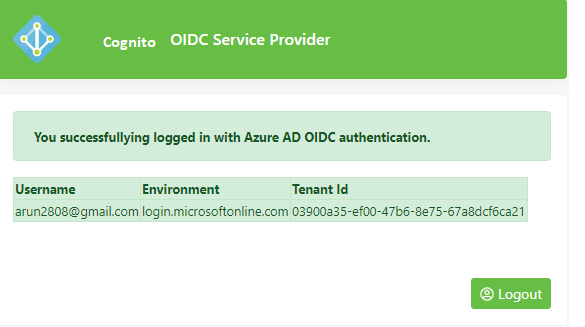 Cognito OIDC Service Provider
You successfullying logged in with Azure AD OIDC authentication.
Username Environment Tenant Id
arun2808@gmail.com login.microsoftonline.com 03900a35-ef00-47b6-8e75-67a8dcf6ca21
Logout